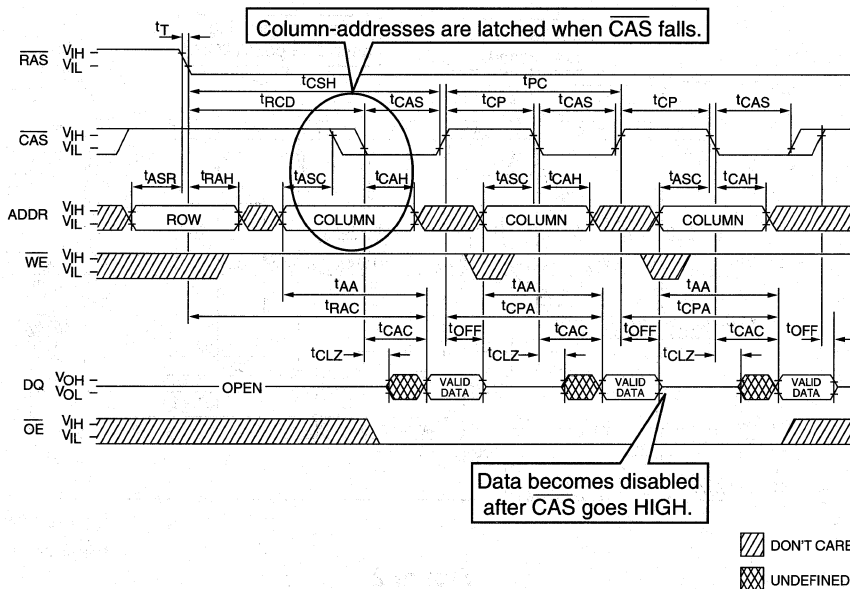 Column-addresses are latched when CAS falls.
tT
RAS VIH
VIL
tCSH tPC
tRCD tCAS tCP tCAS tCP tCAS
CAS VIH
VIL
tASR tRAH tASC tCAH tASC tCAH tASC tCAH
ADDR VIH
VIL
ROW COLUMN COLUMN COLUMN
WE VIH
VIL
tAA tAA tAA
tRAC tCPA tCPA
tCAC tOFF tCAC tOFF tCAC tOFF
tCLZ tCLZ tCLZ
DQ VOH
VOL
OPEN VALID DATA VALID DATA VALID DATA
OE VIH
VIL
Data becomes disabled
after CAS goes HIGH.
DON'T CARE
UNDEFINED